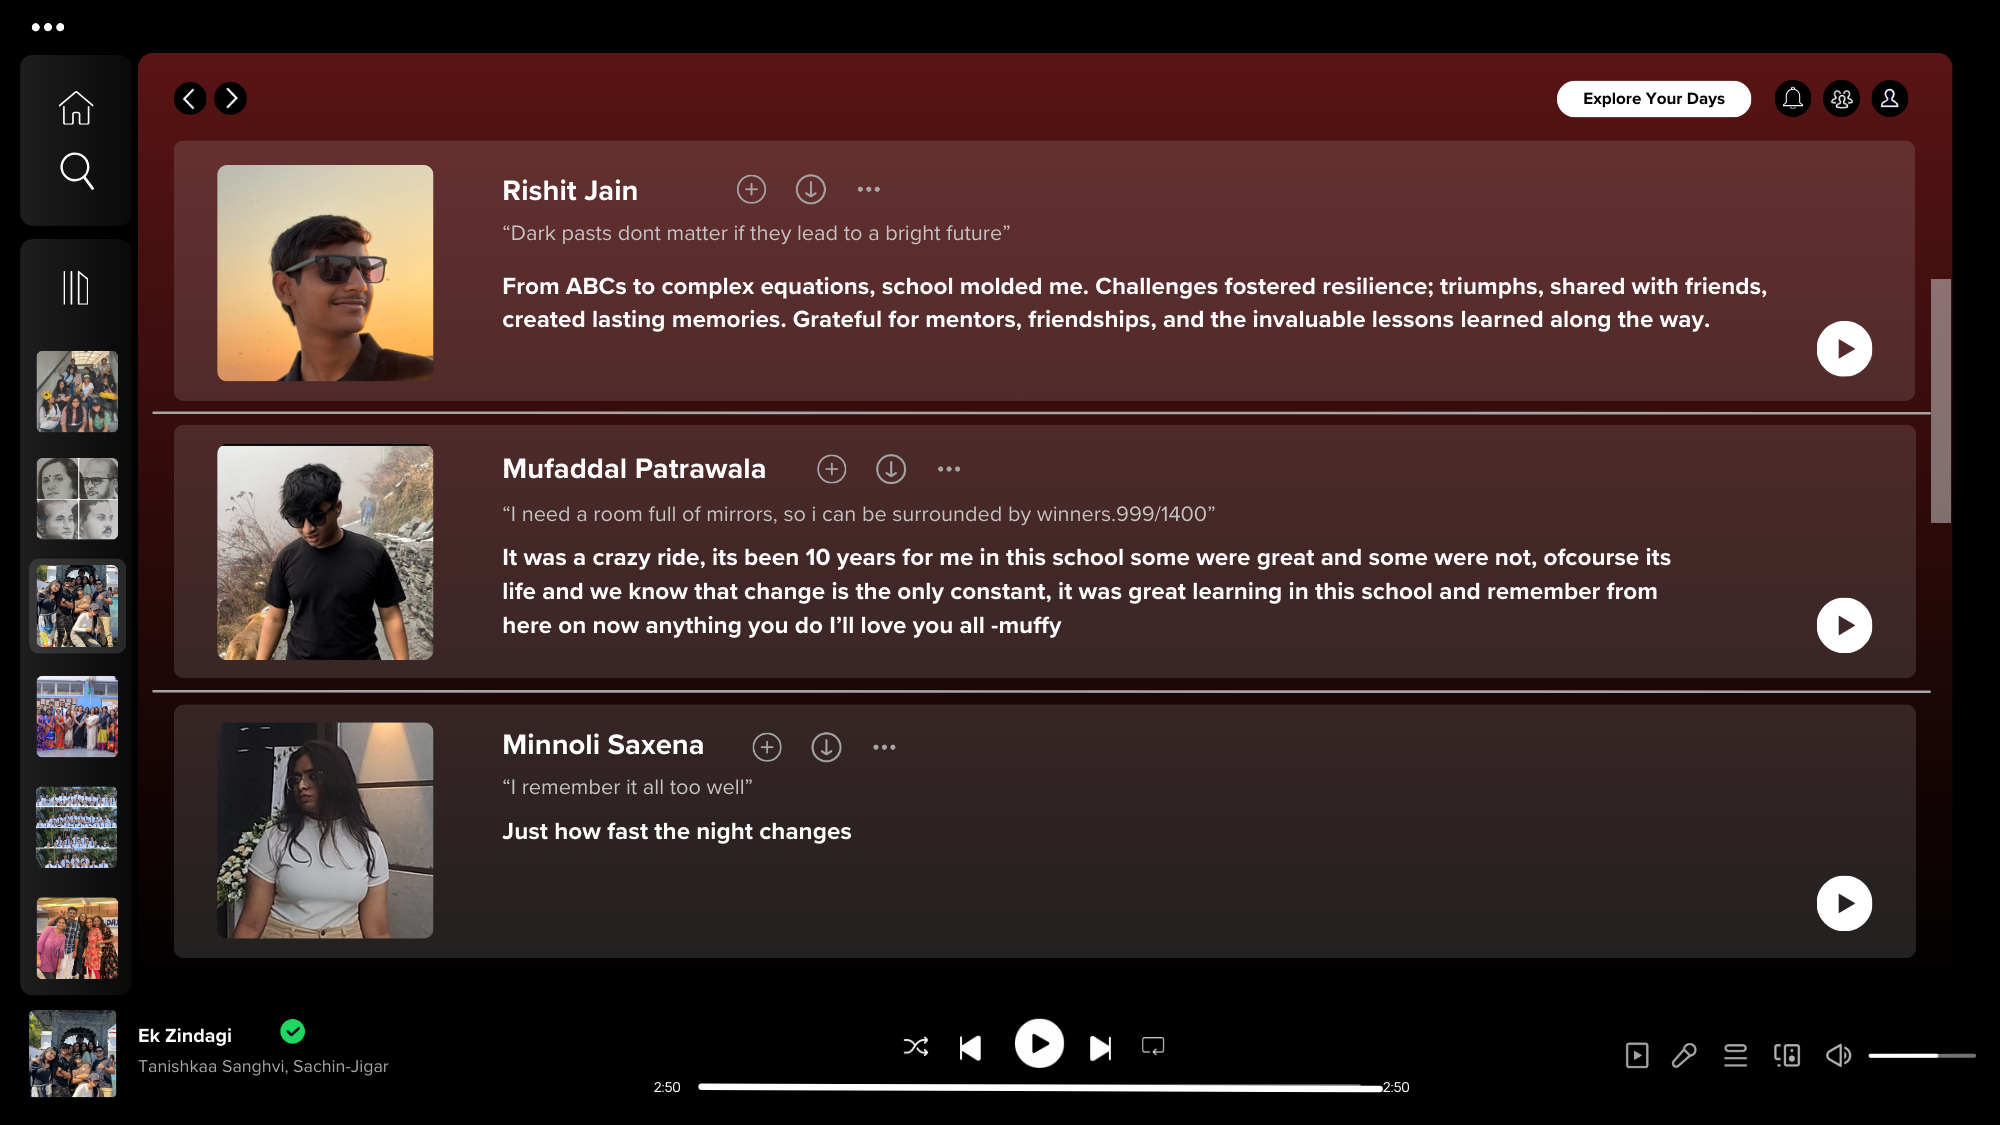 Explore Your Days
Rishit Jain
“Dark pasts dont matter if they lead to a bright future”
From ABCs to complex equations, school molded me. Challenges fostered resilience; triumphs, shared with friends,
created lasting memories. Grateful for mentors, friendships, and the invaluable lessons learned along the way.
Mufaddal Patrawala
“I need a room full of mirrors, so i can be surrounded by winners.999/1400”
It was a crazy ride, its been 10 years for me in this school some were great and some were not, ofcourse its
life and we know that change is the only constant, it was great learning in this school and remember from
here on now anything you do I’ll love you all -muffy
Minnoli Saxena
“I remember it all too well”
Just how fast the night changes
Ek Zindagi
Tanishkaa Sanghvi, Sachin-Jigar
2:50
2:50